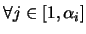 ∀j ∈ [1, αᵢ]